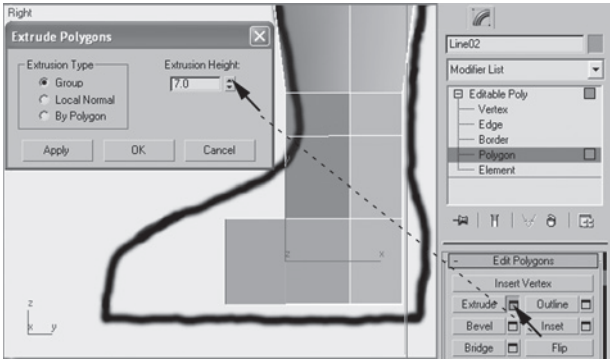 Right
Extrude Polygons
Extrusion Type
Group
Local Normal
By Polygon
Extrusion Height:
7.0
Apply OK Cancel
z
x
z
x y
Line02
Modifier List
Editable Poly
Vertex
Edge
Border
Polygon
Element
- Edit Polygons
Insert Vertex
Extrude Outline
Bevel Inset
Bridge Flip